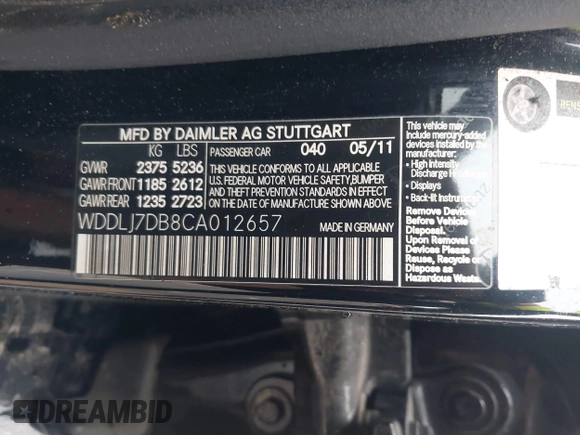 MFD BY DAIMLER AG STUTTGART
KG LBS PASSENGER CAR 040 05/11
GVWR 2375 5236
GAWR FRONT 1185 2612
GAWR REAR 1235 2723
THIS VEHICLE CONFORMS TO ALL APPLICABLE
U.S. FEDERAL MOTOR VEHICLE SAFETY, BUMPER
AND THEFT PREVENTION STANDARDS IN EFFECT
ON THE DATE OF MANUFACTURE SHOWN ABOVE
WDDLJ7DB8CA012657 MADE IN GERMANY
This vehicle may
include mercury-added
devices installed by
the manufacturer:
• High Intensity
Discharge Headlamps
• Displays
• Back-lit Instruments
Remove Devices
Before Vehicle
Disposal.
Upon Removal of
Devices Please
Reuse, Recycle or
Dispose as
Hazardous Waste.
DREAMBID